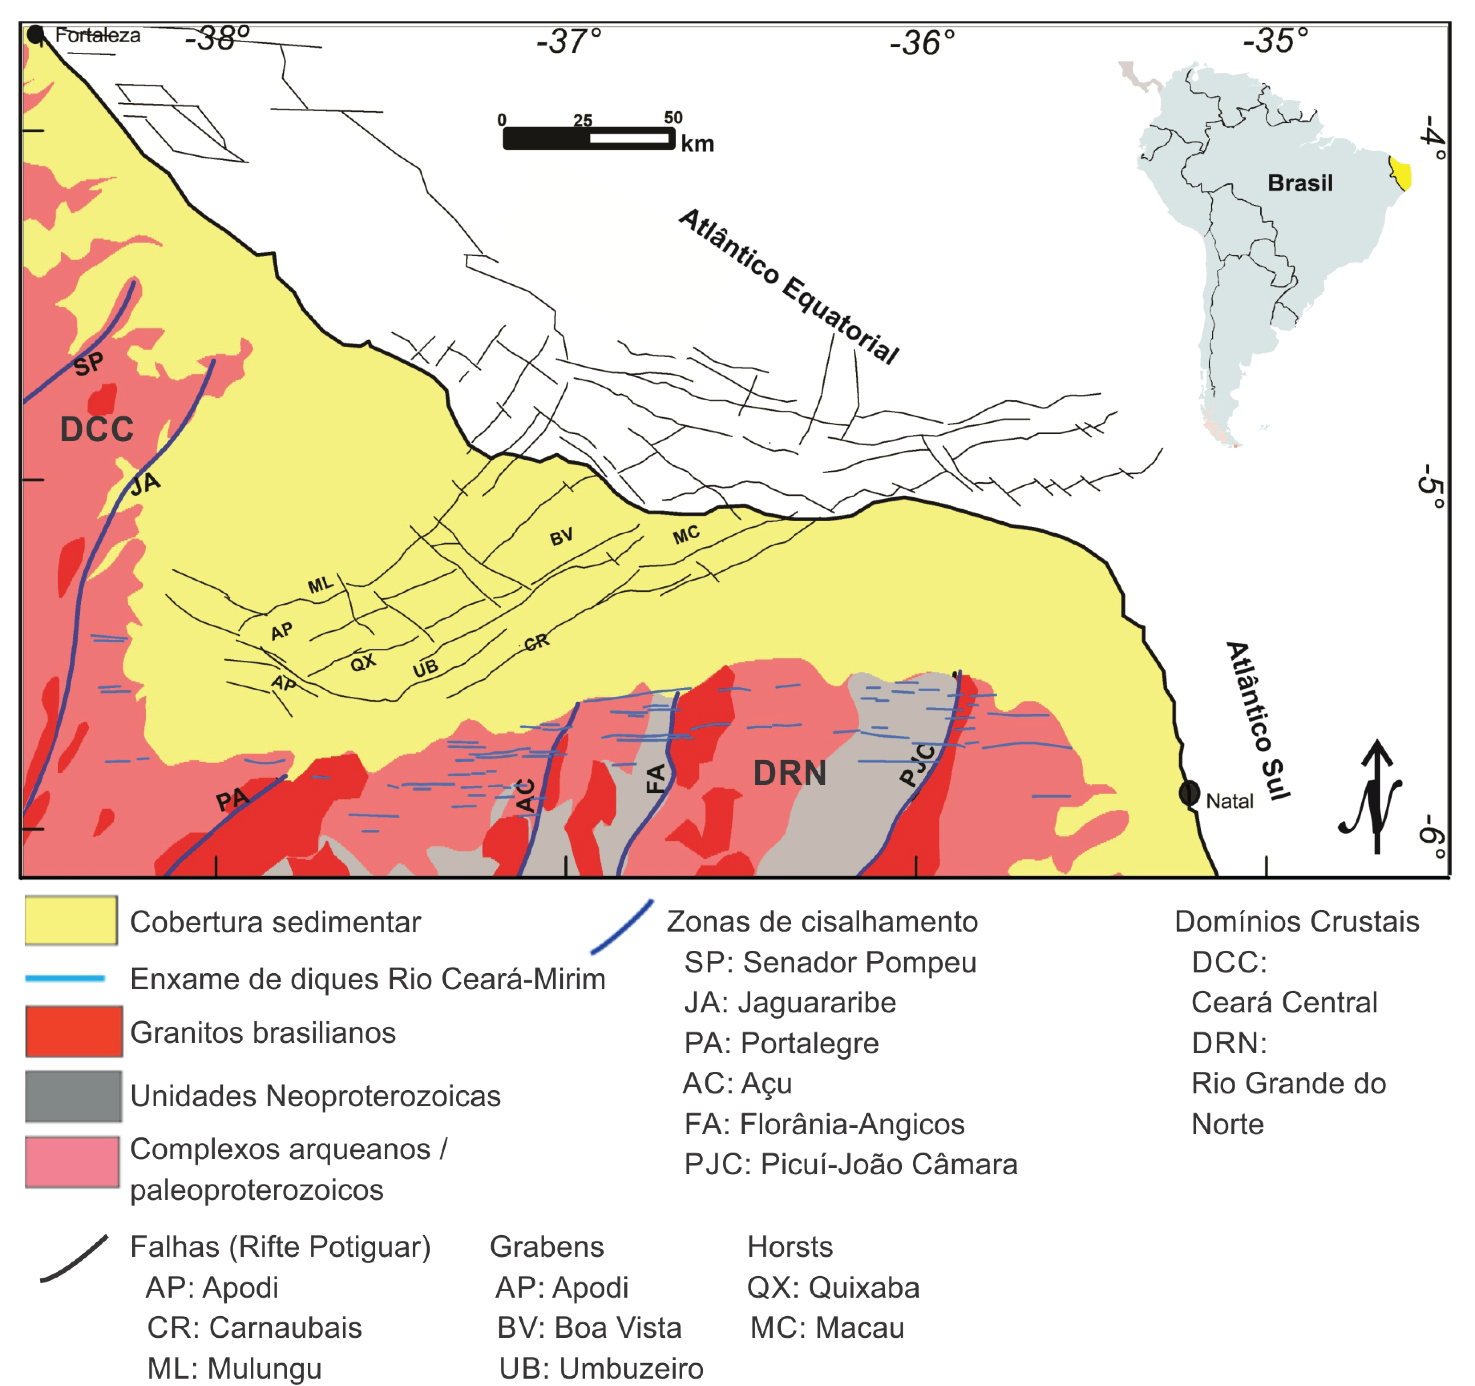 Fortaleza
-38°
-37°
-36°
-35°
0 25 50
km
-4°
Brasil
Atlântico Equatorial
SP
DCC
JA
-5°
BV
MC
ML
AP
QX
UB
CR
AP
Atlântico Sul
DRN
PJC
FA
AC
PA
Natal
N
-6°
Cobertura sedimentar
Enxame de diques Rio Ceará-Mirim
Granitos brasilianos
Unidades Neoproterozoicas
Complexos arqueanos /
paleoproterozoicos
Zonas de cisalhamento
SP: Senador Pompeu
JA: Jaguararibe
PA: Portalegre
AC: Açu
FA: Florânia-Angicos
PJC: Picuí-João Câmara
Domínios Crustais
DCC:
Ceará Central
DRN:
Rio Grande do
Norte
Falhas (Rifte Potiguar)
AP: Apodi
CR: Carnaubais
ML: Mulungu
Grabens
AP: Apodi
BV: Boa Vista
UB: Umbuzeiro
Horsts
QX: Quixaba
MC: Macau